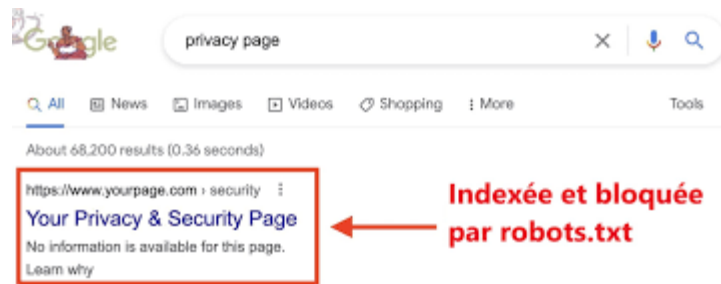 Google
privacy page
All News Images Videos Shopping More Tools
About 68,200 results (0.36 seconds)
https://www.yourpage.com › security
Your Privacy & Security Page
No information is available for this page.
Learn why
Indexée et bloquée
par robots.txt